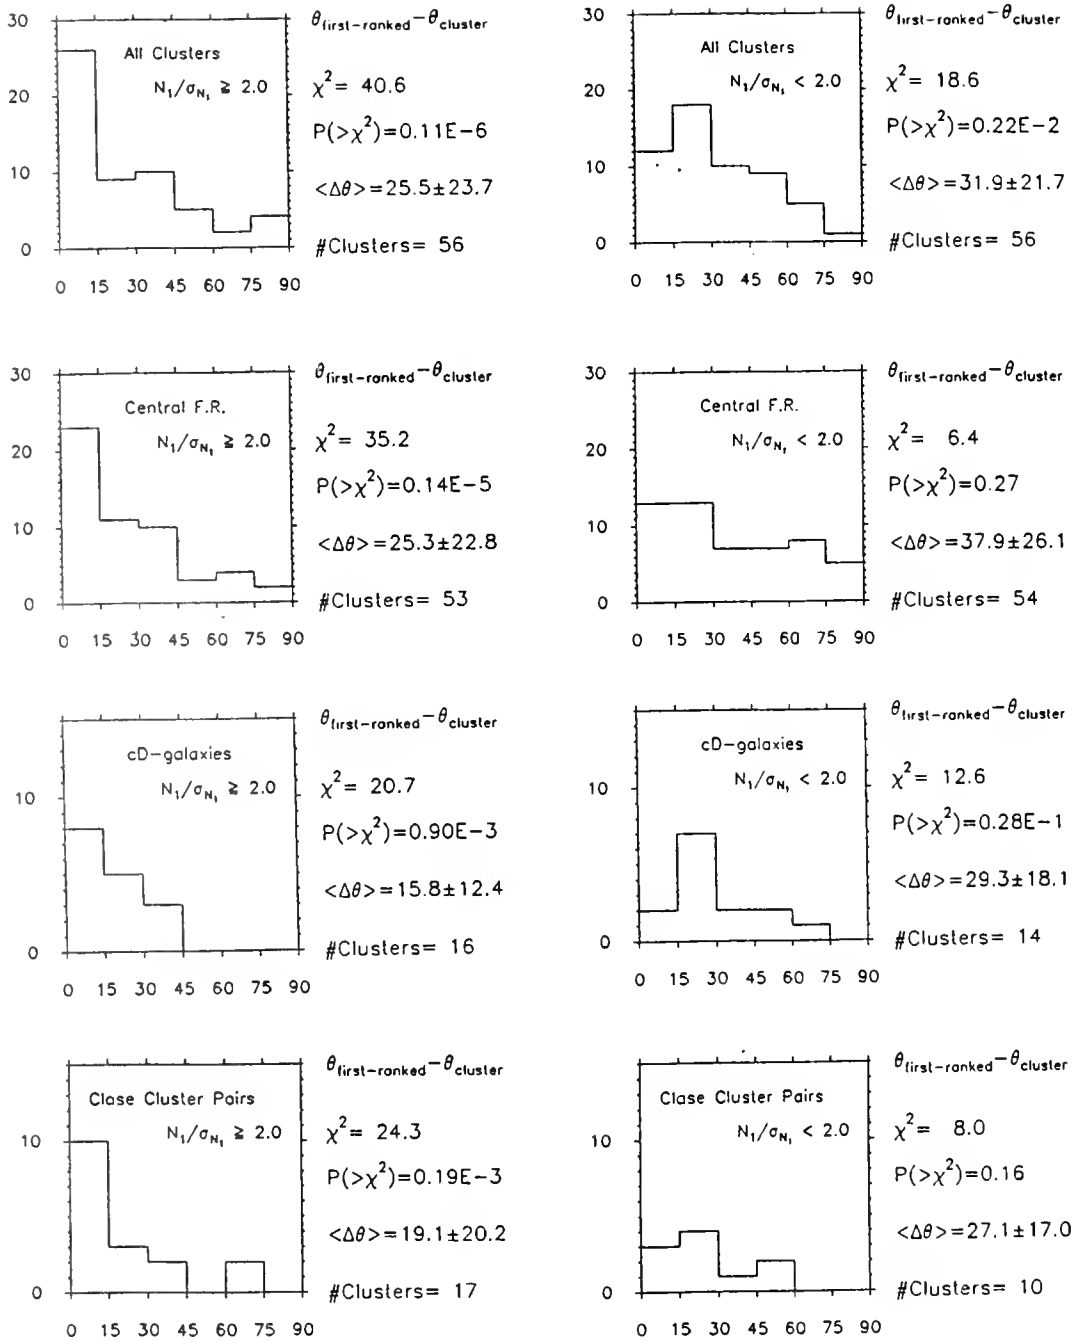 30
20
10
0
All Clusters
N₁/σ_N₁ ≧ 2.0
0 15 30 45 60 75 90
θfirst-ranked−θcluster
χ²= 40.6
P(>χ²)=0.11E−6
<Δθ>=25.5±23.7
#Clusters= 56
30
20
10
0
All Clusters
N₁/σ_N₁ < 2.0
0 15 30 45 60 75 90
θfirst-ranked−θcluster
χ²= 18.6
P(>χ²)=0.22E−2
<Δθ>=31.9±21.7
#Clusters= 56
30
20
10
0
Central F.R.
N₁/σ_N₁ ≧ 2.0
0 15 30 45 60 75 90
θfirst-ranked−θcluster
χ²= 35.2
P(>χ²)=0.14E−5
<Δθ>=25.3±22.8
#Clusters= 53
30
20
10
0
Central F.R.
N₁/σ_N₁ < 2.0
0 15 30 45 60 75 90
θfirst-ranked−θcluster
χ²= 6.4
P(>χ²)=0.27
<Δθ>=37.9±26.1
#Clusters= 54
10
0
cD−galaxies
N₁/σ_N₁ ≧ 2.0
0 15 30 45 60 75 90
θfirst-ranked−θcluster
χ²= 20.7
P(>χ²)=0.90E−3
<Δθ>=15.8±12.4
#Clusters= 16
10
0
cD−galaxies
N₁/σ_N₁ < 2.0
0 15 30 45 60 75 90
θfirst-ranked−θcluster
χ²= 12.6
P(>χ²)=0.28E−1
<Δθ>=29.3±18.1
#Clusters= 14
10
0
Clase Cluster Pairs
N₁/σ_N₁ ≧ 2.0
0 15 30 45 60 75 90
θfirst-ranked−θcluster
χ²= 24.3
P(>χ²)=0.19E−3
<Δθ>=19.1±20.2
#Clusters= 17
10
0
Clase Cluster Pairs
N₁/σ_N₁ < 2.0
0 15 30 45 60 75 90
θfirst-ranked−θcluster
χ²= 8.0
P(>χ²)=0.16
<Δθ>=27.1±17.0
#Clusters= 10